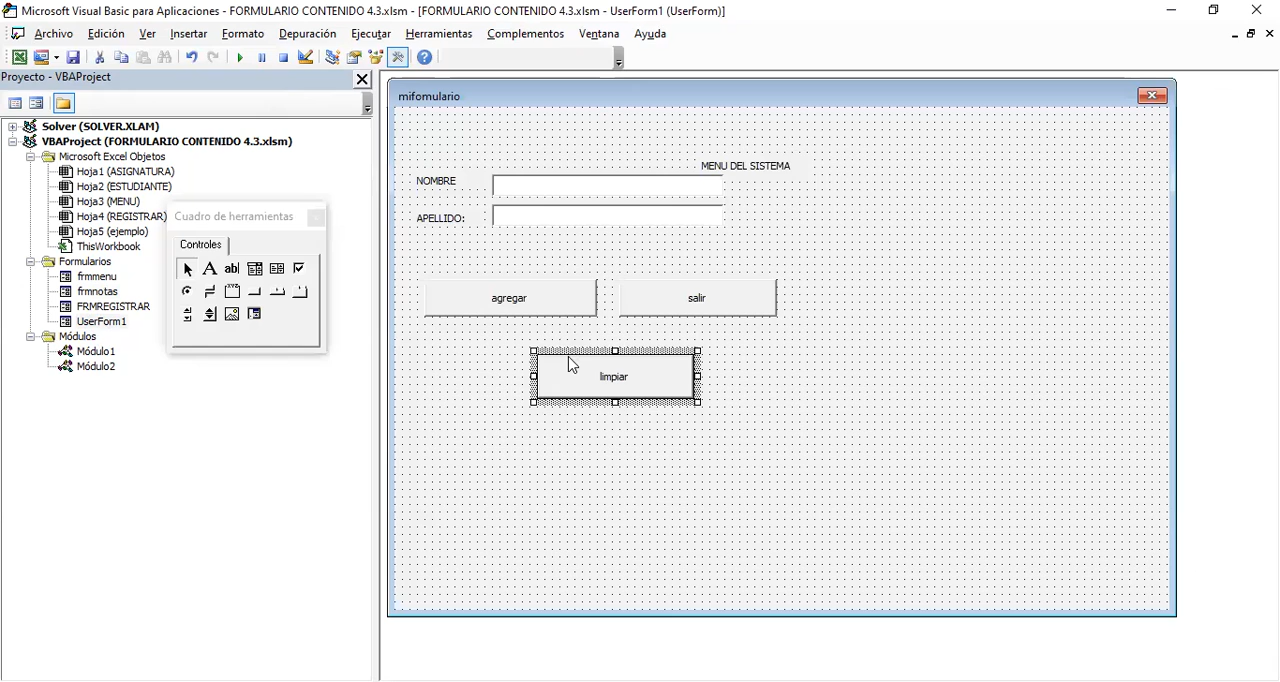 Microsoft Visual Basic para Aplicaciones - FORMULARIO CONTENIDO 4.3.xlsm - [FORMULARIO CONTENIDO 4.3.xlsm - UserForm1 (UserForm)]
Archivo Edición Ver Insertar Formato Depuración Ejecutar Herramientas Complementos Ventana Ayuda
Proyecto - VBAProject
Solver (SOLVER.XLAM)
VBAProject (FORMULARIO CONTENIDO 4.3.xlsm)
Microsoft Excel Objetos
Hoja1 (ASIGNATURA)
Hoja2 (ESTUDIANTE)
Hoja3 (MENU)
Hoja4 (REGISTRAR)
Hoja5 (ejemplo)
ThisWorkbook
Formularios
frmmenu
frmnotas
FRMREGISTRAR
UserForm1
Módulos
Módulo1
Módulo2
Cuadro de herramientas
Controles
A abl
XYZ
mifomulario
MENU DEL SISTEMA
NOMBRE
APELLIDO:
agregar
salir
limpiar